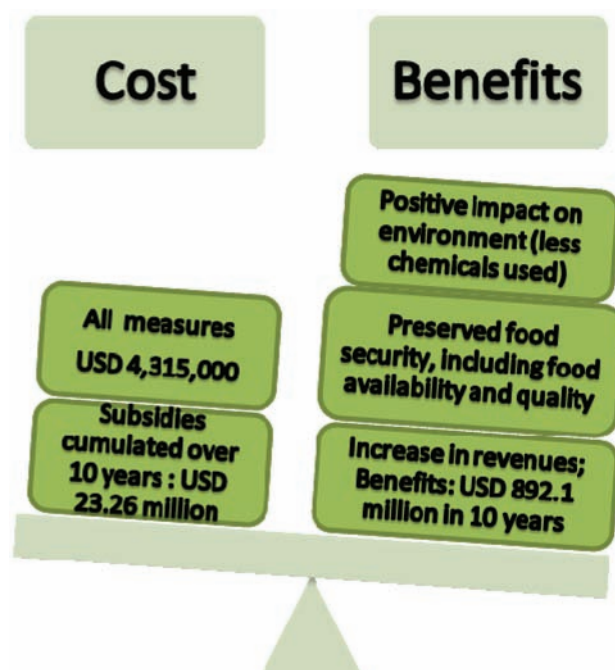 Cost
Benefits
All measures
USD 4,315,000
Subsidies
cumulated over
10 years : USD
23.26 million
Positive impact on
environment (less
chemicals used)
Preserved food
security, including food
availability and quality
Increase in revenues;
Benefits: USD 892.1
million in 10 years